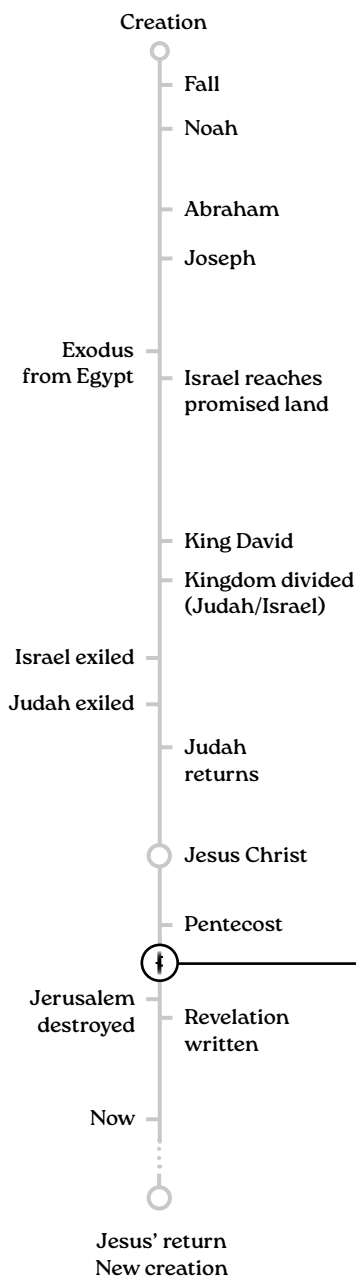 Creation
Fall
Noah
Abraham
Joseph
Exodus
from Egypt
Israel reaches
promised land
King David
Kingdom divided
(Judah/Israel)
Israel exiled
Judah exiled
Judah
returns
Jesus Christ
Pentecost
Jerusalem
destroyed
Revelation
written
Now
Jesus’ return
New creation